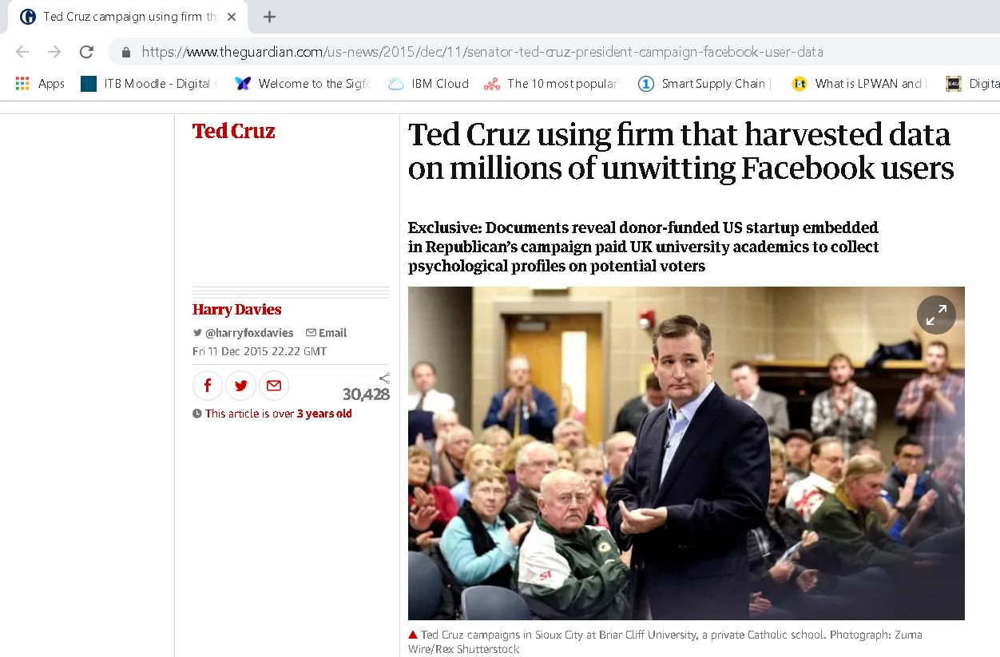 Ted Cruz campaign using firm th
https://www.theguardian.com/us-news/2015/dec/11/senator-ted-cruz-president-campaign-facebook-user-data
Apps ITB Moodle - Digital Welcome to the Sigfo IBM Cloud The 10 most popular Smart Supply Chain | What is LPWAN and Digita
Ted Cruz
Ted Cruz using firm that harvested data
on millions of unwitting Facebook users
Exclusive: Documents reveal donor-funded US startup embedded
in Republican's campaign paid UK university academics to collect
psychological profiles on potential voters
Harry Davies
@harryfoxdavies Email
Fri 11 Dec 2015 22.22 GMT
30,428
This article is over 3 years old
Ted Cruz campaigns in Sioux City at Briar Cliff University, a private Catholic school. Photograph: Zuma
Wire/Rex Shutterstock